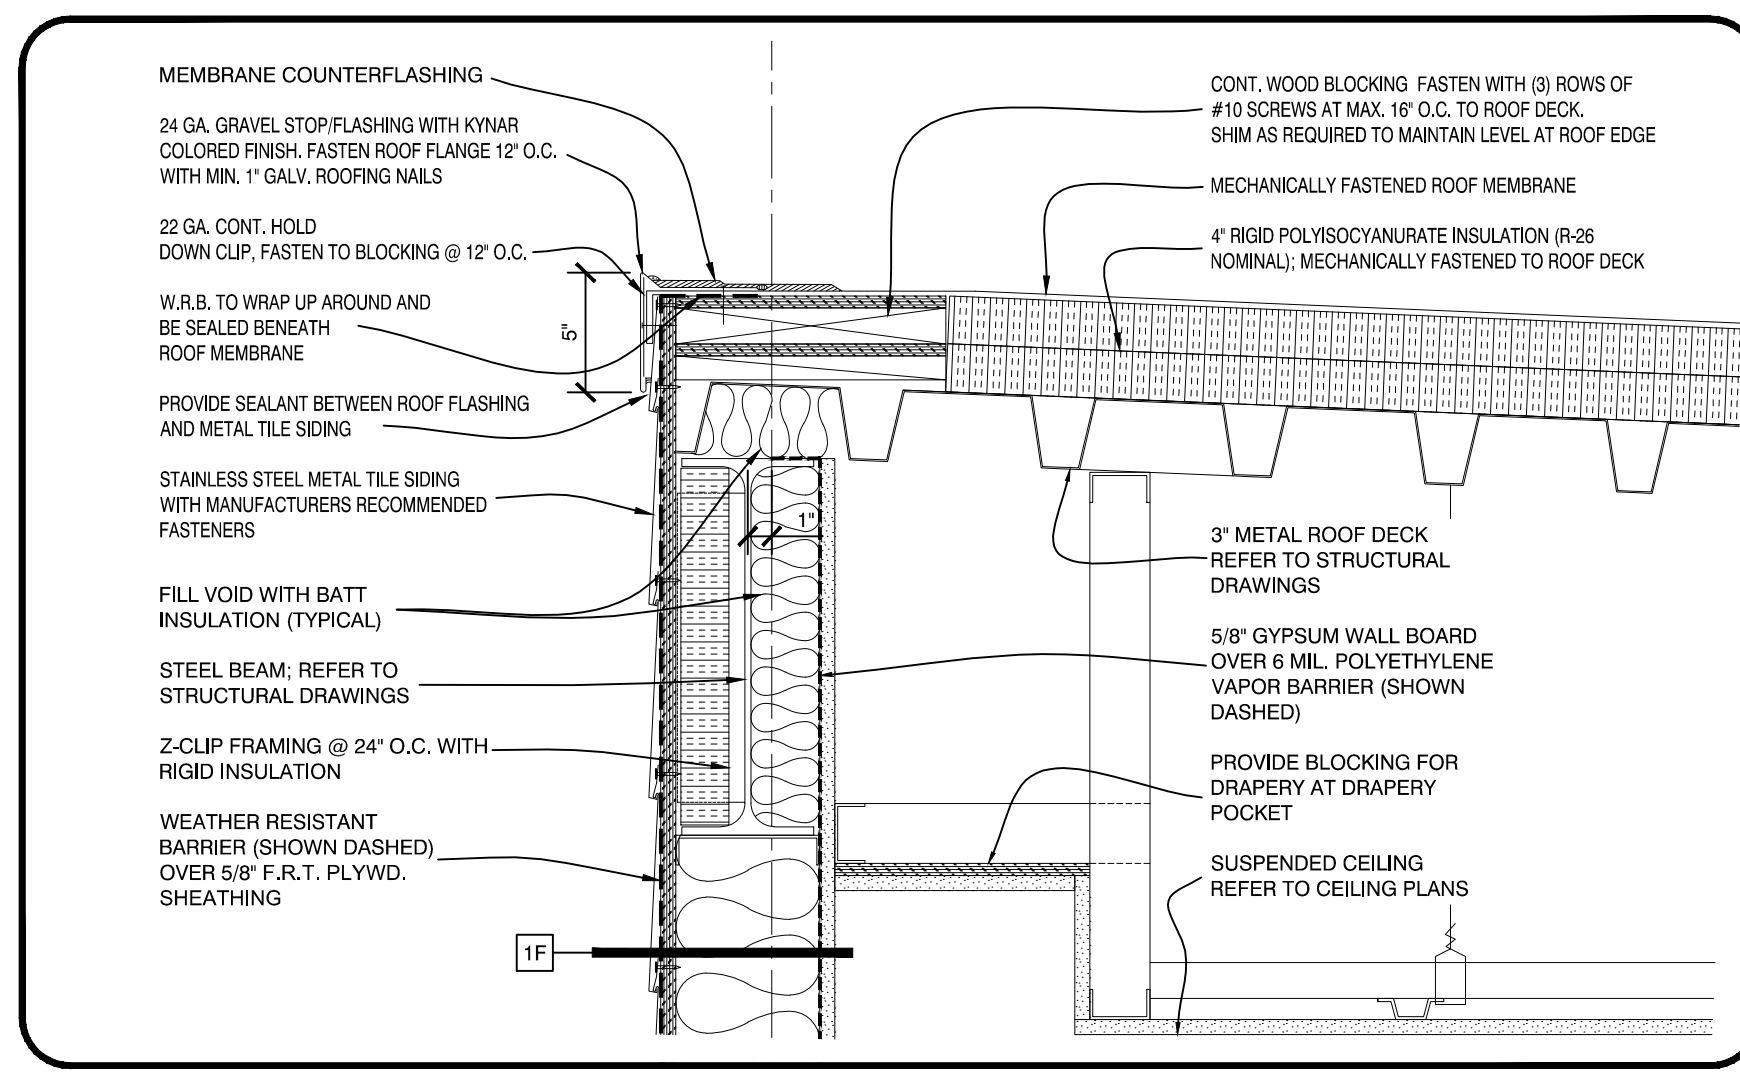 MEMBRANE COUNTERFLASHING
24 GA. GRAVEL STOP/FLASHING WITH KYNAR
COLORED FINISH. FASTEN ROOF FLANGE 12" O.C.
WITH MIN. 1" GALV. ROOFING NAILS
22 GA. CONT. HOLD
DOWN CLIP, FASTEN TO BLOCKING @ 12" O.C.
W.R.B. TO WRAP UP AROUND AND
BE SEALED BENEATH
ROOF MEMBRANE
5"
PROVIDE SEALANT BETWEEN ROOF FLASHING
AND METAL TILE SIDING
STAINLESS STEEL METAL TILE SIDING
WITH MANUFACTURERS RECOMMENDED
FASTENERS
1"
FILL VOID WITH BATT
INSULATION (TYPICAL)
STEEL BEAM; REFER TO
STRUCTURAL DRAWINGS
Z-CLIP FRAMING @ 24" O.C. WITH
RIGID INSULATION
WEATHER RESISTANT
BARRIER (SHOWN DASHED)
OVER 5/8" F.R.T. PLYWD.
SHEATHING
1F
CONT. WOOD BLOCKING FASTEN WITH (3) ROWS OF
#10 SCREWS AT MAX. 16" O.C. TO ROOF DECK.
SHIM AS REQUIRED TO MAINTAIN LEVEL AT ROOF EDGE
MECHANICALLY FASTENED ROOF MEMBRANE
4" RIGID POLYISOCYANURATE INSULATION (R-26
NOMINAL); MECHANICALLY FASTENED TO ROOF DECK
3" METAL ROOF DECK
REFER TO STRUCTURAL
DRAWINGS
5/8" GYPSUM WALL BOARD
OVER 6 MIL. POLYETHYLENE
VAPOR BARRIER (SHOWN
DASHED)
PROVIDE BLOCKING FOR
DRAPERY AT DRAPERY
POCKET
SUSPENDED CEILING
REFER TO CEILING PLANS